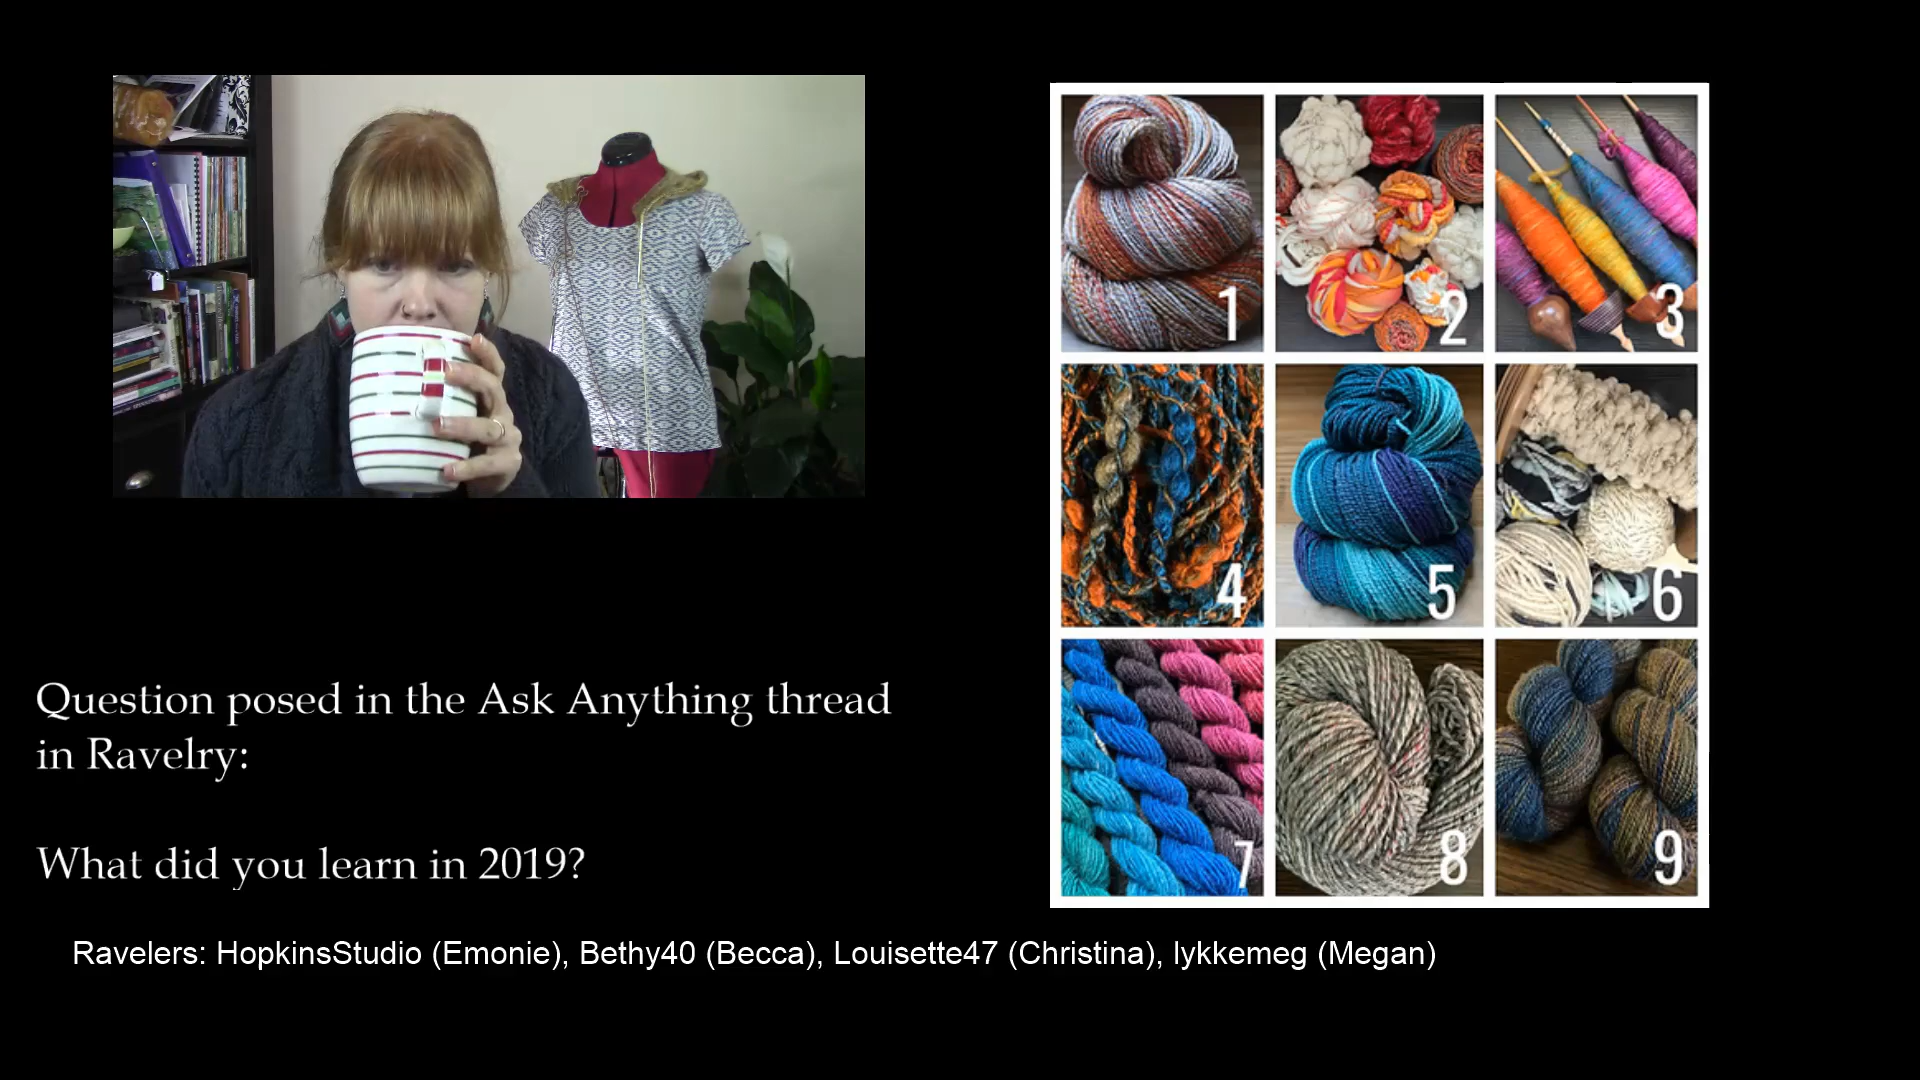 1
2
3
4
5
6
7
8
9
Question posed in the Ask Anything thread
in Ravelry:
What did you learn in 2019?
Ravelers: HopkinsStudio (Emonie), Bethy40 (Becca), Louisette47 (Christina), lykkemeg (Megan)